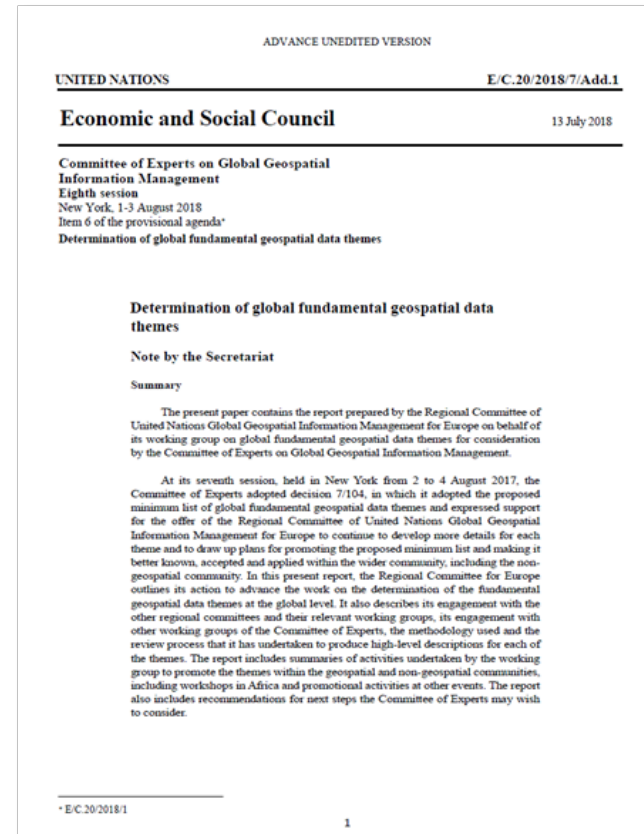 ADVANCE UNEDITED VERSION
UNITED NATIONS E/C.20/2018/7/Add.1
Economic and Social Council 13 July 2018
Committee of Experts on Global Geospatial
Information Management
Eighth session
New York, 1-3 August 2018
Item 6 of the provisional agenda*
Determination of global fundamental geospatial data themes
Determination of global fundamental geospatial data
themes
Note by the Secretariat
Summary
The present paper contains the report prepared by the Regional Committee of
United Nations Global Geospatial Information Management for Europe on behalf of
its working group on global fundamental geospatial data themes for consideration
by the Committee of Experts on Global Geospatial Information Management.
At its seventh session, held in New York from 2 to 4 August 2017, the
Committee of Experts adopted decision 7/104, in which it adopted the proposed
minimum list of global fundamental geospatial data themes and expressed support
for the offer of the Regional Committee of United Nations Global Geospatial
Information Management for Europe to continue to develop more details for each
theme and to draw up plans for promoting the proposed minimum list and making it
better known, accepted and applied within the wider community, including the non-
geospatial community. In this present report, the Regional Committee for Europe
outlines its action to advance the work on the determination of the fundamental
geospatial data themes at the global level. It also describes its engagement with the
other regional committees and their relevant working groups, its engagement with
other working groups of the Committee of Experts, the methodology used and the
review process that it has undertaken to produce high-level descriptions for each of
the themes. The report includes summaries of activities undertaken by the working
group to promote the themes within the geospatial and non-geospatial communities,
including workshops in Africa and promotional activities at other events. The report
also includes recommendations for next steps the Committee of Experts may wish
to consider.
* E/C.20/2018/1
1